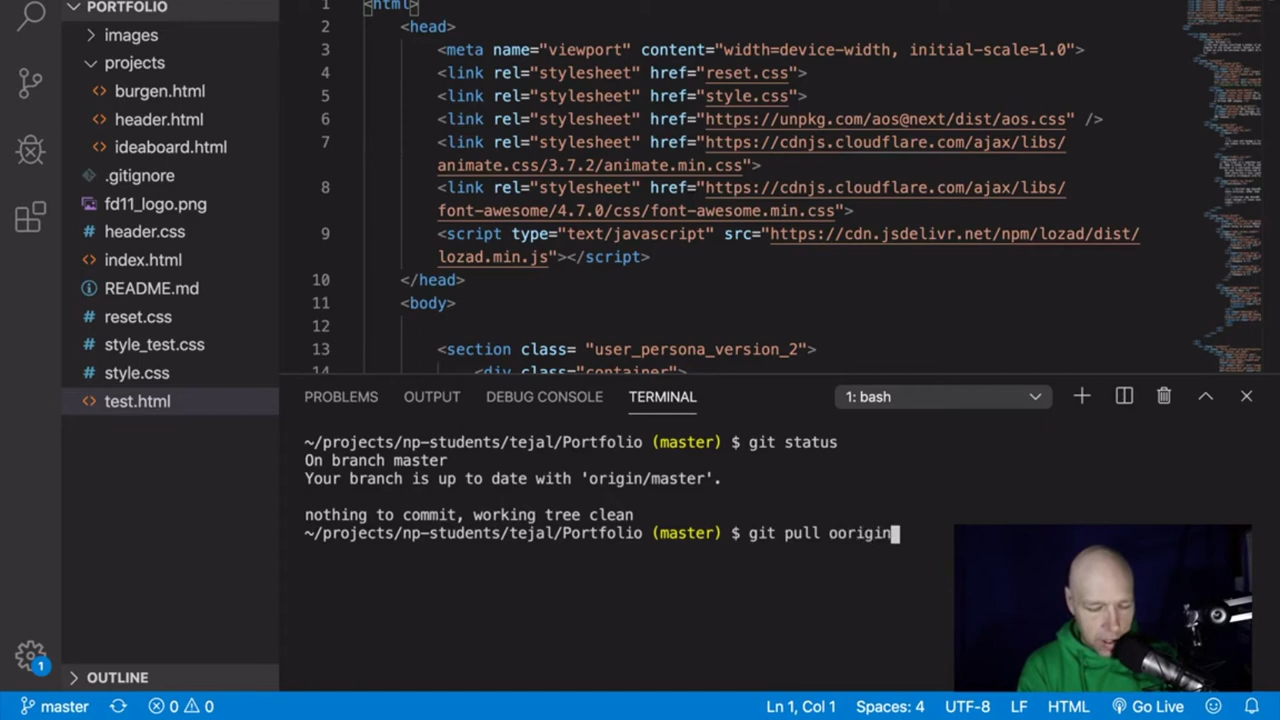 PORTFOLIO
images
projects
burgen.html
header.html
ideaboard.html
.gitignore
fd11_logo.png
header.css
index.html
README.md
reset.css
style_test.css
style.css
test.html
OUTLINE
1 <html>
2 <head>
3 <meta name="viewport" content="width=device-width, initial-scale=1.0">
4 <link rel="stylesheet" href="reset.css">
5 <link rel="stylesheet" href="style.css">
6 <link rel="stylesheet" href="https://unpkg.com/aos@next/dist/aos.css" />
7 <link rel="stylesheet" href="https://cdnjs.cloudflare.com/ajax/libs/
animate.css/3.7.2/animate.min.css">
8 <link rel="stylesheet" href="https://cdnjs.cloudflare.com/ajax/libs/
font-awesome/4.7.0/css/font-awesome.min.css">
9 <script type="text/javascript" src="https://cdn.jsdelivr.net/npm/lozad/dist/
lozad.min.js"></script>
10 </head>
11 <body>
12
13 <section class= "user_persona_version_2">
14 <div class="container">
PROBLEMS OUTPUT DEBUG CONSOLE TERMINAL 1: bash
~/projects/np-students/tejal/Portfolio (master) $ git status
On branch master
Your branch is up to date with 'origin/master'.
nothing to commit, working tree clean
~/projects/np-students/tejal/Portfolio (master) $ git pull oorigin
1
master 0 0 Ln 1, Col 1 Spaces: 4 UTF-8 LF HTML Go Live